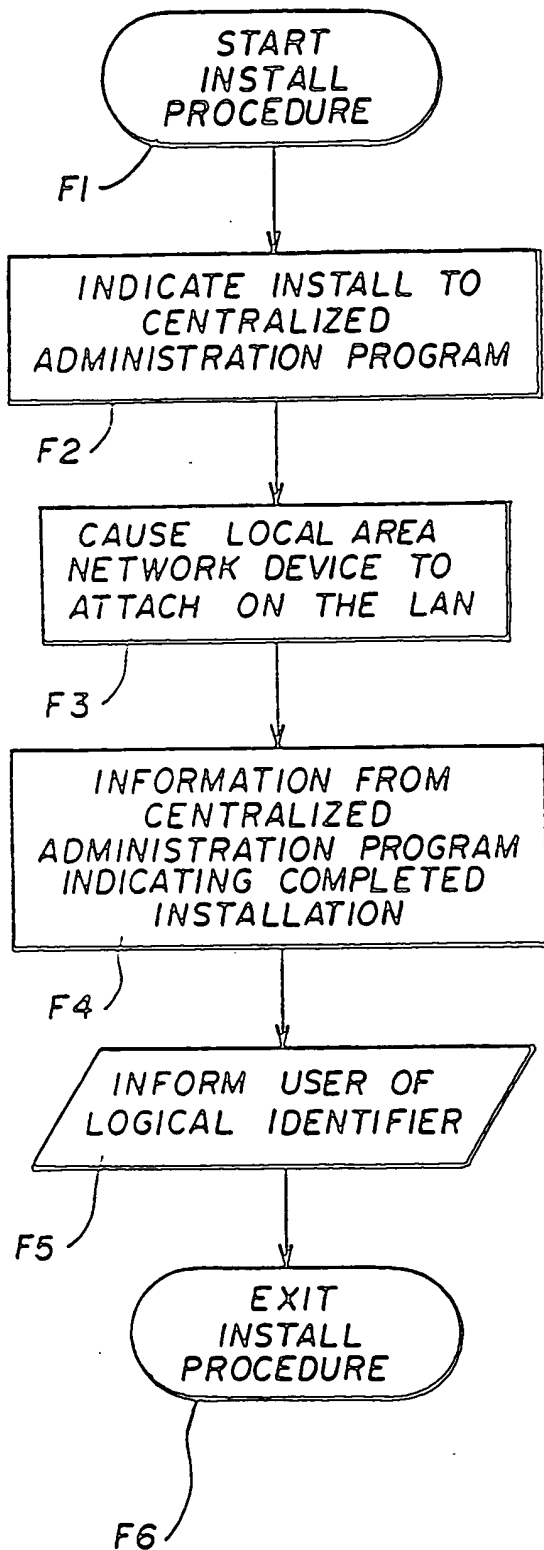 START
INSTALL
PROCEDURE
F1
INDICATE INSTALL TO
CENTRALIZED
ADMINISTRATION PROGRAM
F2
CAUSE LOCAL AREA
NETWORK DEVICE TO
ATTACH ON THE LAN
F3
INFORMATION FROM
CENTRALIZED
ADMINISTRATION PROGRAM
INDICATING COMPLETED
INSTALLATION
F4
INFORM USER OF
LOGICAL IDENTIFIER
F5
EXIT
INSTALL
PROCEDURE
F6